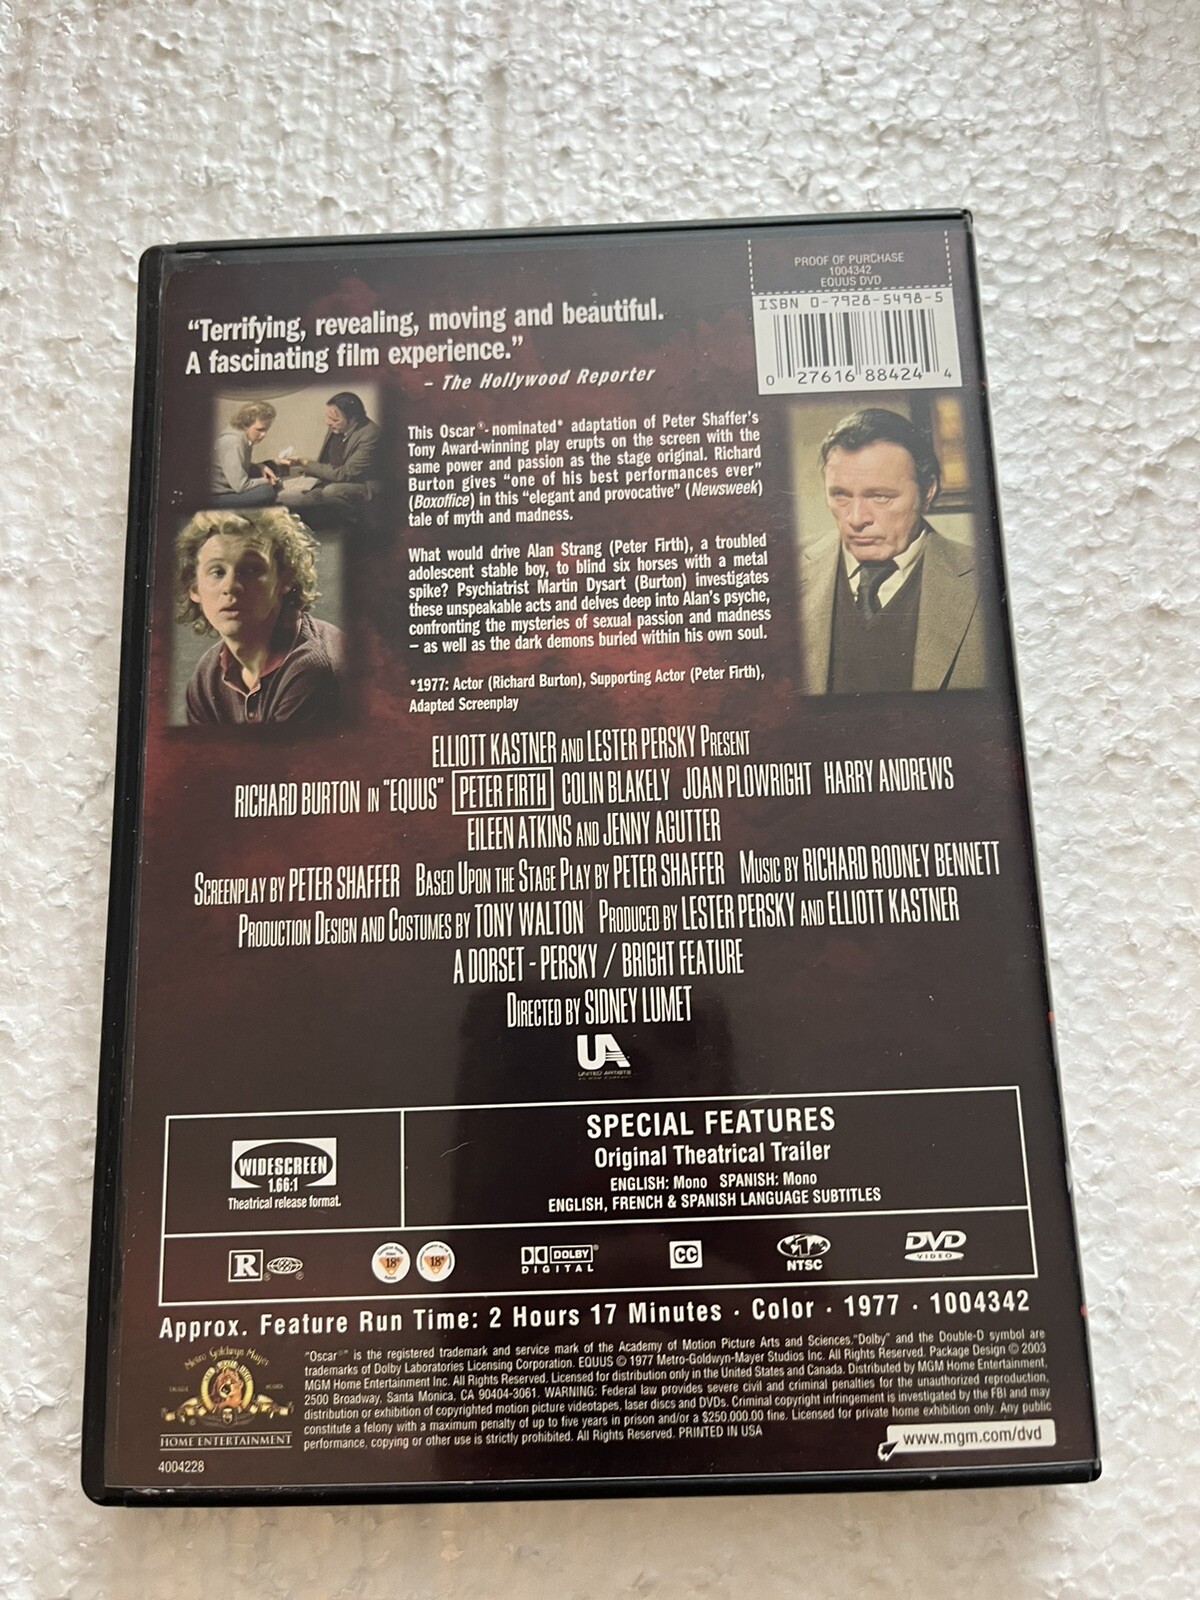 PROOF OF PURCHASE
1004342
EQUUS DVD
ISBN 0-7928-5498-5
0 27616 88424 4
“Terrifying, revealing, moving and beautiful.
A fascinating film experience.”
– The Hollywood Reporter
This Oscar®-nominated* adaptation of Peter Shaffer's
Tony Award-winning play erupts on the screen with the
same power and passion as the stage original. Richard
Burton gives “one of his best performances ever”
(Boxoffice) in this “elegant and provocative” (Newsweek)
tale of myth and madness.
What would drive Alan Strang (Peter Firth), a troubled
adolescent stable boy, to blind six horses with a metal
spike? Psychiatrist Martin Dysart (Burton) investigates
these unspeakable acts and delves deep into Alan's psyche,
confronting the mysteries of sexual passion and madness
– as well as the dark demons buried within his own soul.
*1977: Actor (Richard Burton), Supporting Actor (Peter Firth),
Adapted Screenplay
ELLIOTT KASTNER AND LESTER PERSKY PRESENT
RICHARD BURTON IN "EQUUS" PETER FIRTH COLIN BLAKELY JOAN PLOWRIGHT HARRY ANDREWS
EILEEN ATKINS AND JENNY AGUTTER
SCREENPLAY BY PETER SHAFFER BASED UPON THE STAGE PLAY BY PETER SHAFFER MUSIC BY RICHARD RODNEY BENNETT
PRODUCTION DESIGN AND COSTUMES BY TONY WALTON PRODUCED BY LESTER PERSKY AND ELLIOTT KASTNER
A DORSET - PERSKY / BRIGHT FEATURE
DIRECTED BY SIDNEY LUMET
UA
UNITED ARTISTS
WIDESCREEN
1.66:1
Theatrical release format.
SPECIAL FEATURES
Original Theatrical Trailer
ENGLISH: Mono SPANISH: Mono
ENGLISH, FRENCH & SPANISH LANGUAGE SUBTITLES
R ® 18 18 DOLBY® DIGITAL CC 1 NTSC DVD VIDEO
Approx. Feature Run Time: 2 Hours 17 Minutes · Color · 1977 · 1004342
Metro Goldwyn Mayer
HOME ENTERTAINMENT
"Oscar®" is the registered trademark and service mark of the Academy of Motion Picture Arts and Sciences. "Dolby" and the Double-D symbol are
trademarks of Dolby Laboratories Licensing Corporation. EQUUS © 1977 Metro-Goldwyn-Mayer Studios Inc. All Rights Reserved. Package Design © 2003
MGM Home Entertainment Inc. All Rights Reserved. Licensed for distribution only in the United States and Canada. Distributed by MGM Home Entertainment,
2500 Broadway, Santa Monica, CA 90404-3061. WARNING: Federal law provides severe civil and criminal penalties for the unauthorized reproduction,
distribution or exhibition of copyrighted motion picture videotapes, laser discs and DVDs. Criminal copyright infringement is investigated by the FBI and may
constitute a felony with a maximum penalty of up to five years in prison and/or a $250,000.00 fine. Licensed for private home exhibition only. Any public
performance, copying or other use is strictly prohibited. All Rights Reserved. PRINTED IN USA
www.mgm.com/dvd
4004228